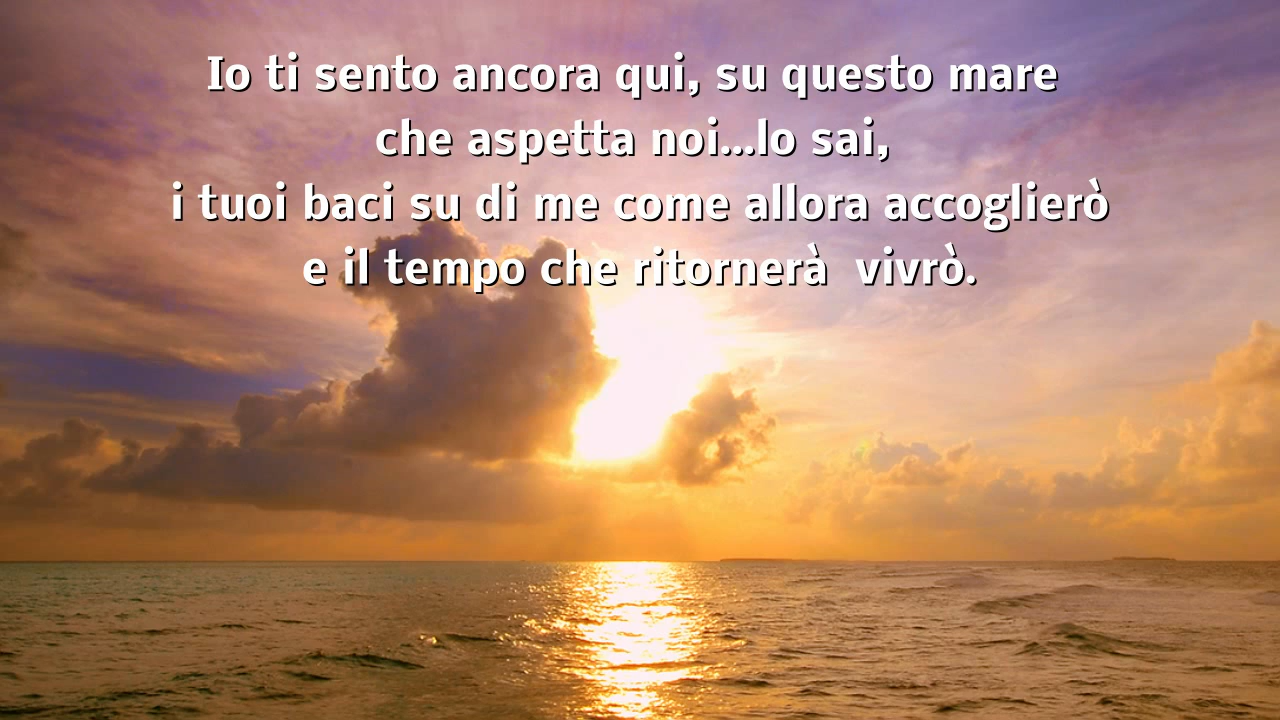 Io ti sento ancora qui, su questo mare
che aspetta noi...lo sai,
i tuoi baci su di me come allora accoglierò
e il tempo che ritornerà  vivrò.